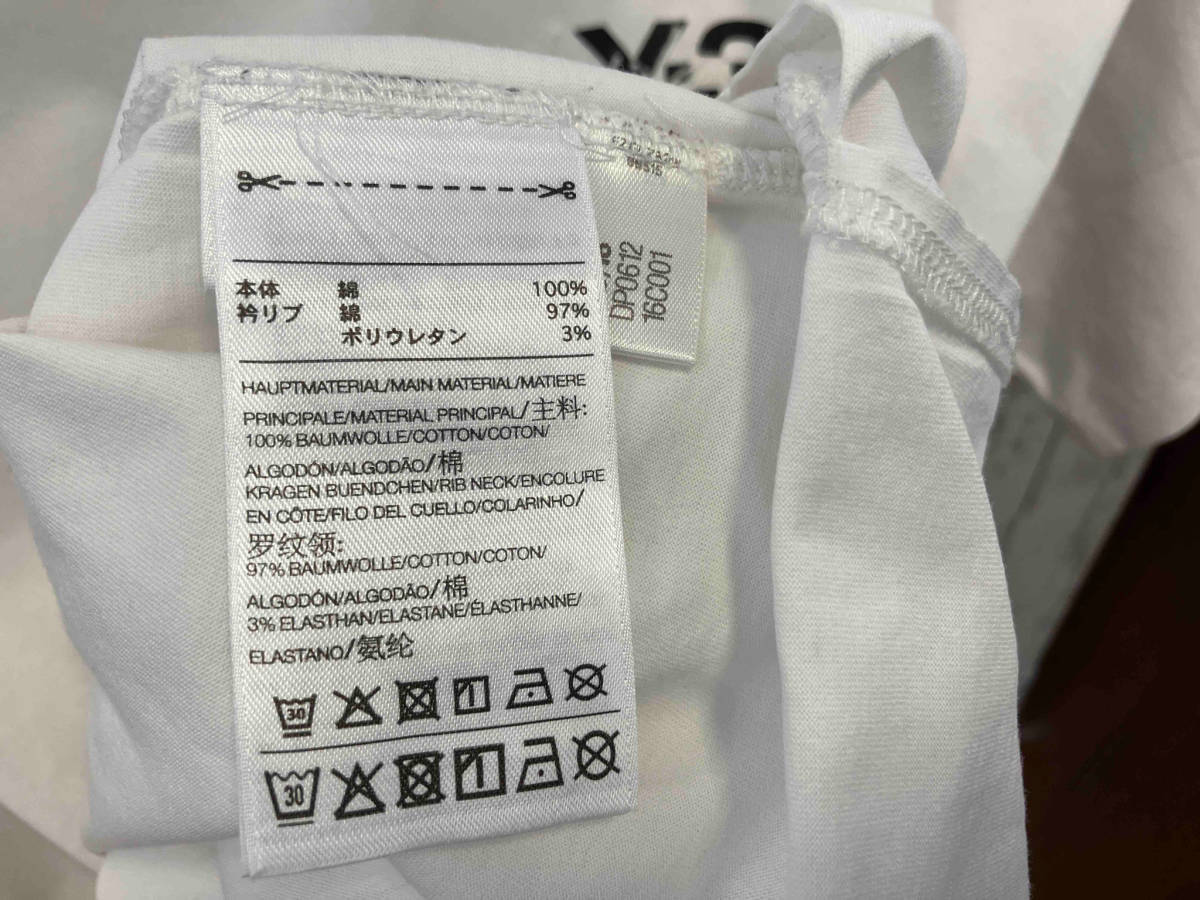 Y-3
本体 綿 100%
衿リブ 綿 97%
ポリウレタン 3%
HAUPTMATERIAL/MAIN MATERIAL/MATIERE
PRINCIPALE/MATERIAL PRINCIPAL/主料:
100% BAUMWOLLE/COTTON/COTON/
ALGODÓN/ALGODÃO/棉
KRAGEN BUENDCHEN/RIB NECK/ENCOLURE
EN CÔTE/FILO DEL CUELLO/COLARINHO/
罗纹领:
97% BAUMWOLLE/COTTON/COTON/
ALGODÓN/ALGODÃO/棉
3% ELASTHAN/ELASTANE/ÉLASTHANNE/
ELASTANO/氨纶
30
30
DP0612
16C001